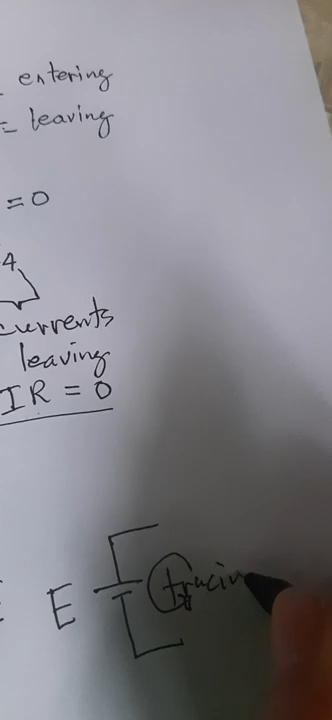 entering
= leaving
= 0
4
currents
leaving
IR = 0
E